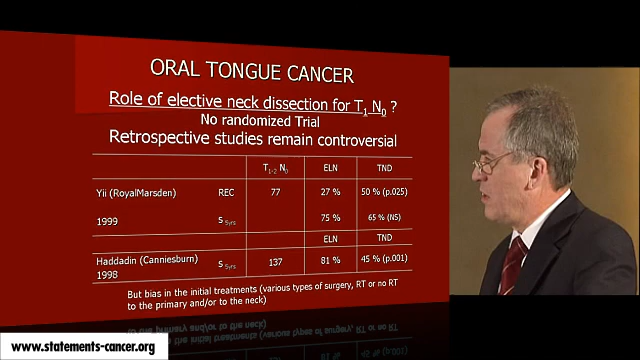 ORAL TONGUE CANCER
Role of elective neck dissection for T1 N0 ?
No randomized Trial
Retrospective studies remain controversial
T1-2 N0 ELN TND
Yii (RoyalMarsden) REC 77 27 % 50 % (p.025)
1999 S 5yrs 75 % 65 % (NS)
ELN TND
Haddadin (Canniesburn) S 5yrs 137 81 % 45 % (p.001)
1998
But bias in the initial treatments (various types of surgery, RT or no RT
to the primary and/or to the neck)
www.statements-cancer.org